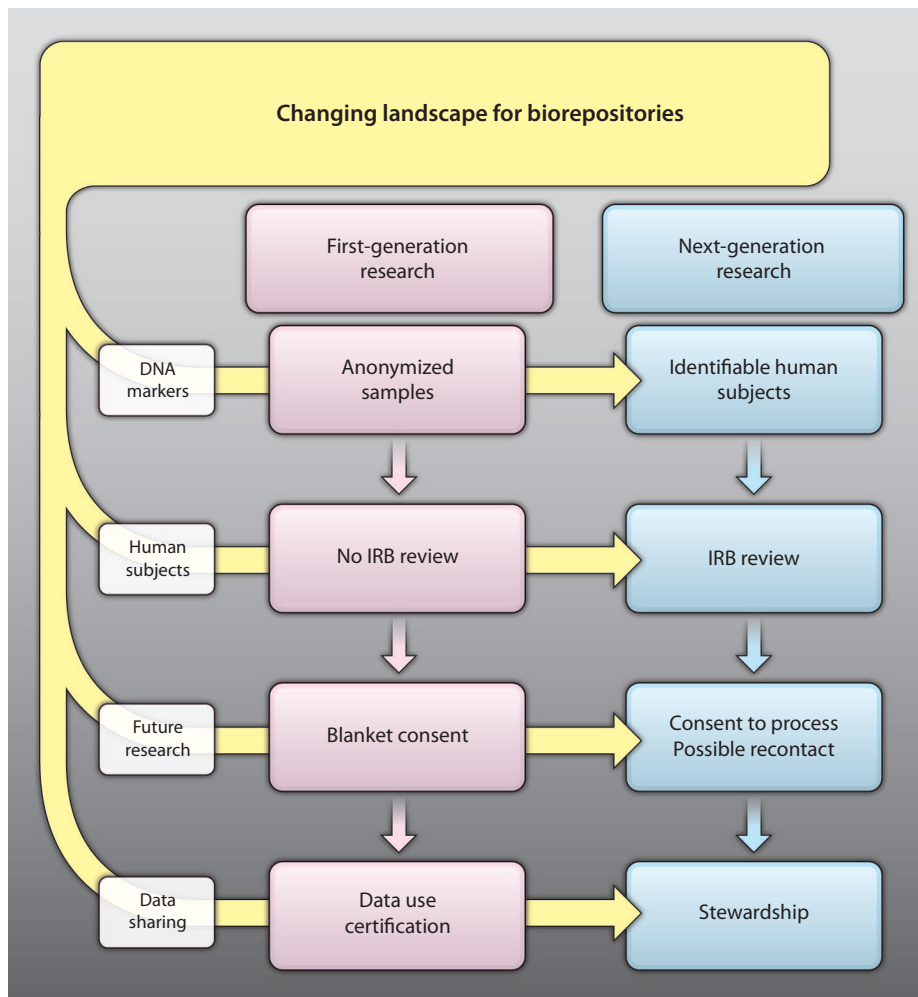 Changing landscape for biorepositories
First-generation
research
Next-generation
research
DNA
markers
Anonymized
samples
Identifiable human
subjects
Human
subjects
No IRB review
IRB review
Future
research
Blanket consent
Consent to process
Possible recontact
Data
sharing
Data use
certification
Stewardship